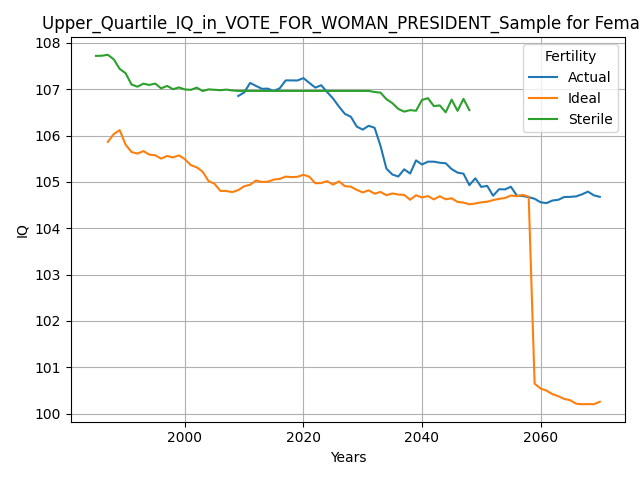 Upper_Quartile_IQ_in_VOTE_FOR_WOMAN_PRESIDENT_Sample for Fema
108
107
106
105
104
103
102
101
100
IQ
Fertility
Actual
Ideal
Sterile
2000
2020
2040
2060
Years